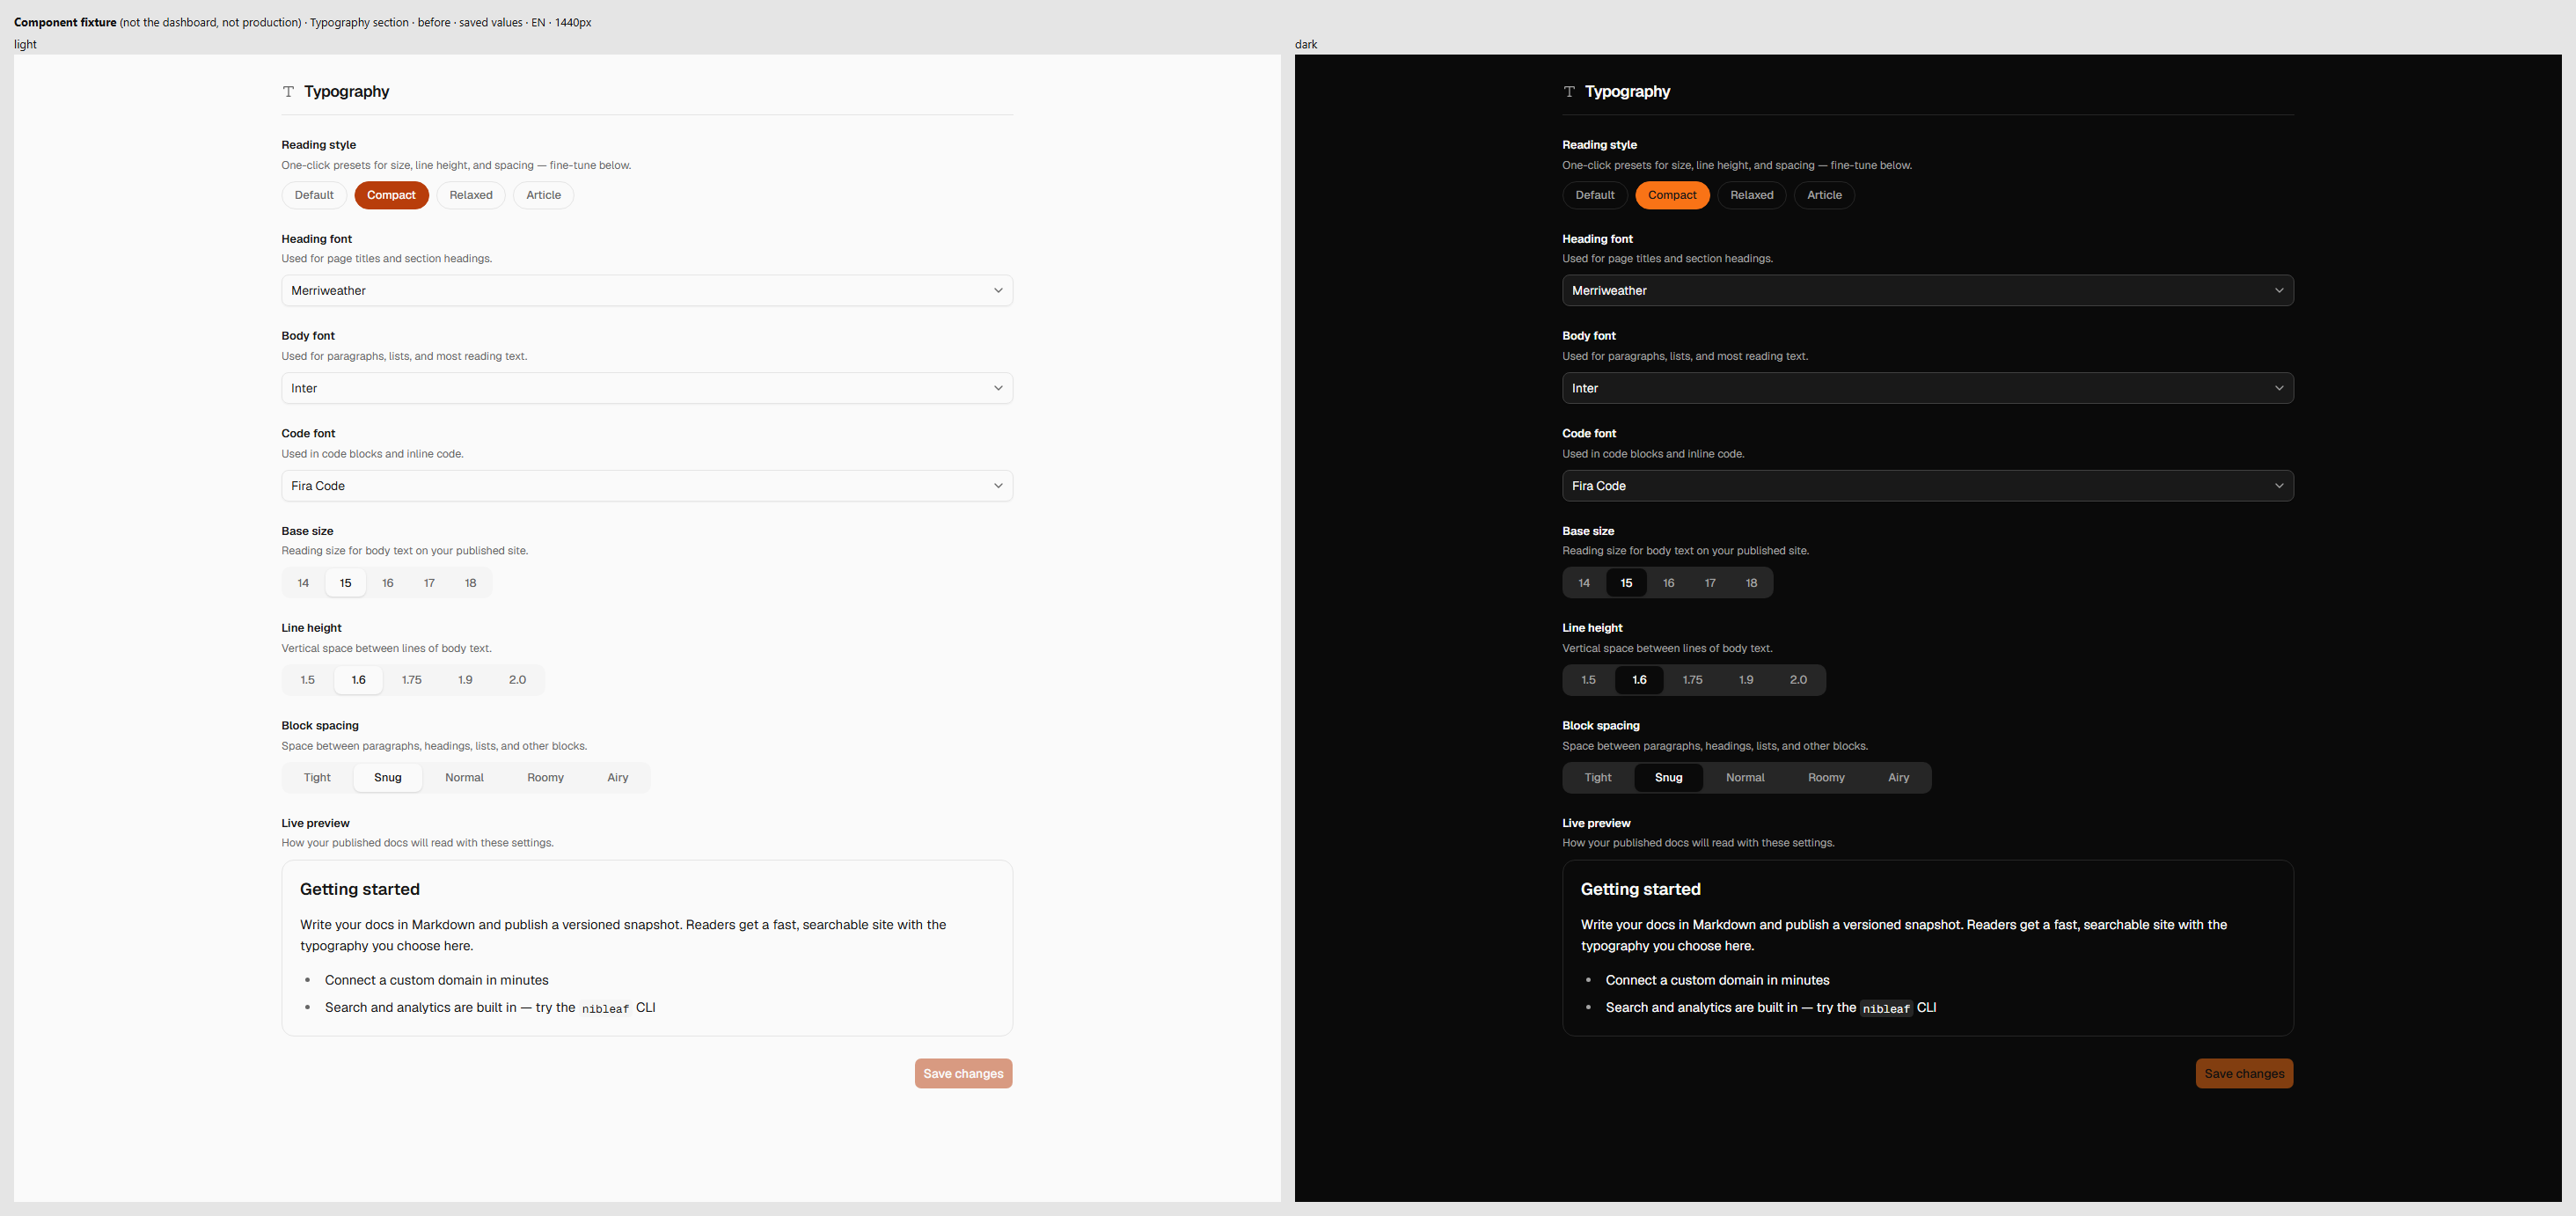 Component fixture (not the dashboard, not production) · Typography section · before · saved values · EN · 1440px
light
Typography
Reading style
One-click presets for size, line height, and spacing — fine-tune below.
Default Compact Relaxed Article
Heading font
Used for page titles and section headings.
Merriweather
Body font
Used for paragraphs, lists, and most reading text.
Inter
Code font
Used in code blocks and inline code.
Fira Code
Base size
Reading size for body text on your published site.
14 15 16 17 18
Line height
Vertical space between lines of body text.
1.5 1.6 1.75 1.9 2.0
Block spacing
Space between paragraphs, headings, lists, and other blocks.
Tight Snug Normal Roomy Airy
Live preview
How your published docs will read with these settings.
Getting started
Write your docs in Markdown and publish a versioned snapshot. Readers get a fast, searchable site with the
typography you choose here.
• Connect a custom domain in minutes
• Search and analytics are built in — try the nibleaf CLI
Save changes
dark
Typography
Reading style
One-click presets for size, line height, and spacing — fine-tune below.
Default Compact Relaxed Article
Heading font
Used for page titles and section headings.
Merriweather
Body font
Used for paragraphs, lists, and most reading text.
Inter
Code font
Used in code blocks and inline code.
Fira Code
Base size
Reading size for body text on your published site.
14 15 16 17 18
Line height
Vertical space between lines of body text.
1.5 1.6 1.75 1.9 2.0
Block spacing
Space between paragraphs, headings, lists, and other blocks.
Tight Snug Normal Roomy Airy
Live preview
How your published docs will read with these settings.
Getting started
Write your docs in Markdown and publish a versioned snapshot. Readers get a fast, searchable site with the
typography you choose here.
• Connect a custom domain in minutes
• Search and analytics are built in — try the nibleaf CLI
Save changes